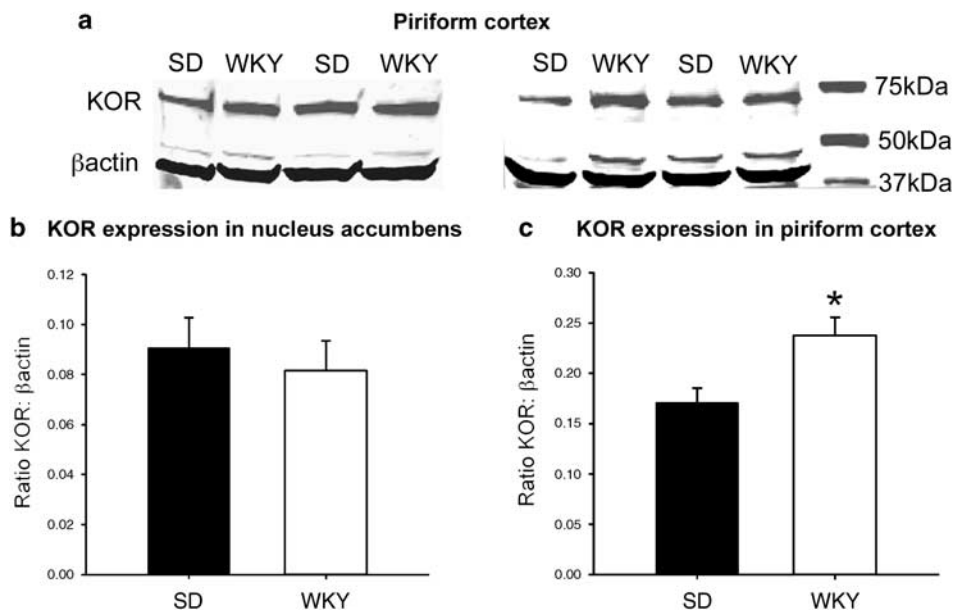 a Piriform cortex
SD WKY SD WKY SD WKY SD WKY
KOR 75kDa
50kDa
βactin 37kDa
b KOR expression in nucleus accumbens
0.12
0.10
0.08
0.06
0.04
0.02
0.00
Ratio KOR: βactin
SD WKY
c KOR expression in piriform cortex
0.30
0.25
0.20
0.15
0.10
0.05
0.00
Ratio KOR: βactin
*
SD WKY